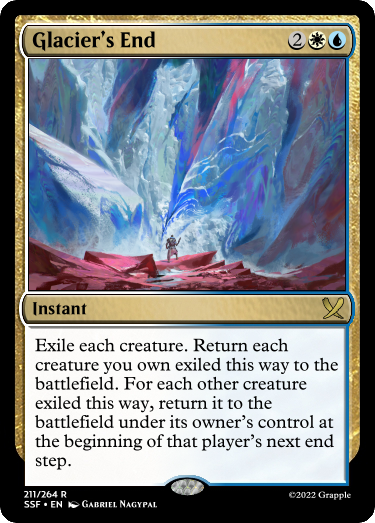 Glacier's End 2
Instant
Exile each creature. Return each
creature you own exiled this way to the
battlefield. For each other creature
exiled this way, return it to the
battlefield under its owner's control at
the beginning of that player's next end
step.
211/264 R
SSF • EN Gabriel Nagypal
©2022 Grapple